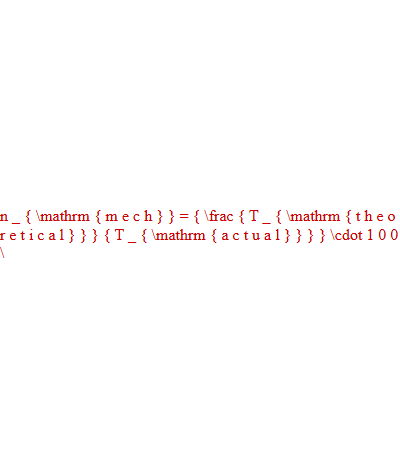 n _ { \mathrm { m e c h } } = { \frac { T _ { \mathrm { t h e o
r e t i c a l } } } { T _ { \mathrm { a c t u a l } } } } \cdot 1 0 0
\